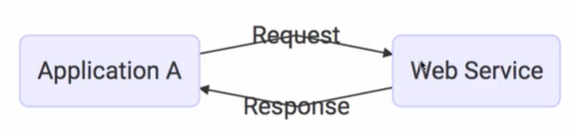 Request
Application A
Web Service
Response